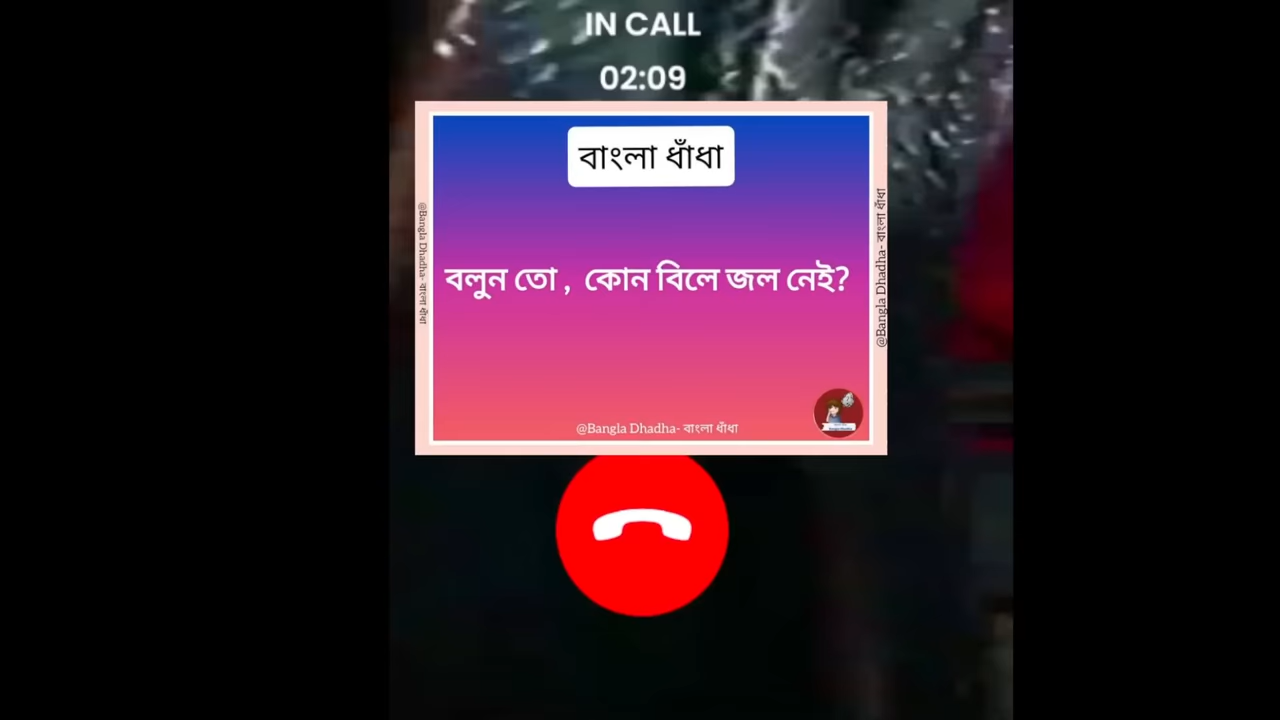 IN CALL
02:09
বাংলা ধাঁধা
বলুন তো , কোন বিলে জল নেই?
@Bangla Dhadha- বাংলা ধাঁধা
@Bangla Dhadha- বাংলা ধাঁধা
@Bangla Dhadha- বাংলা ধাঁধা